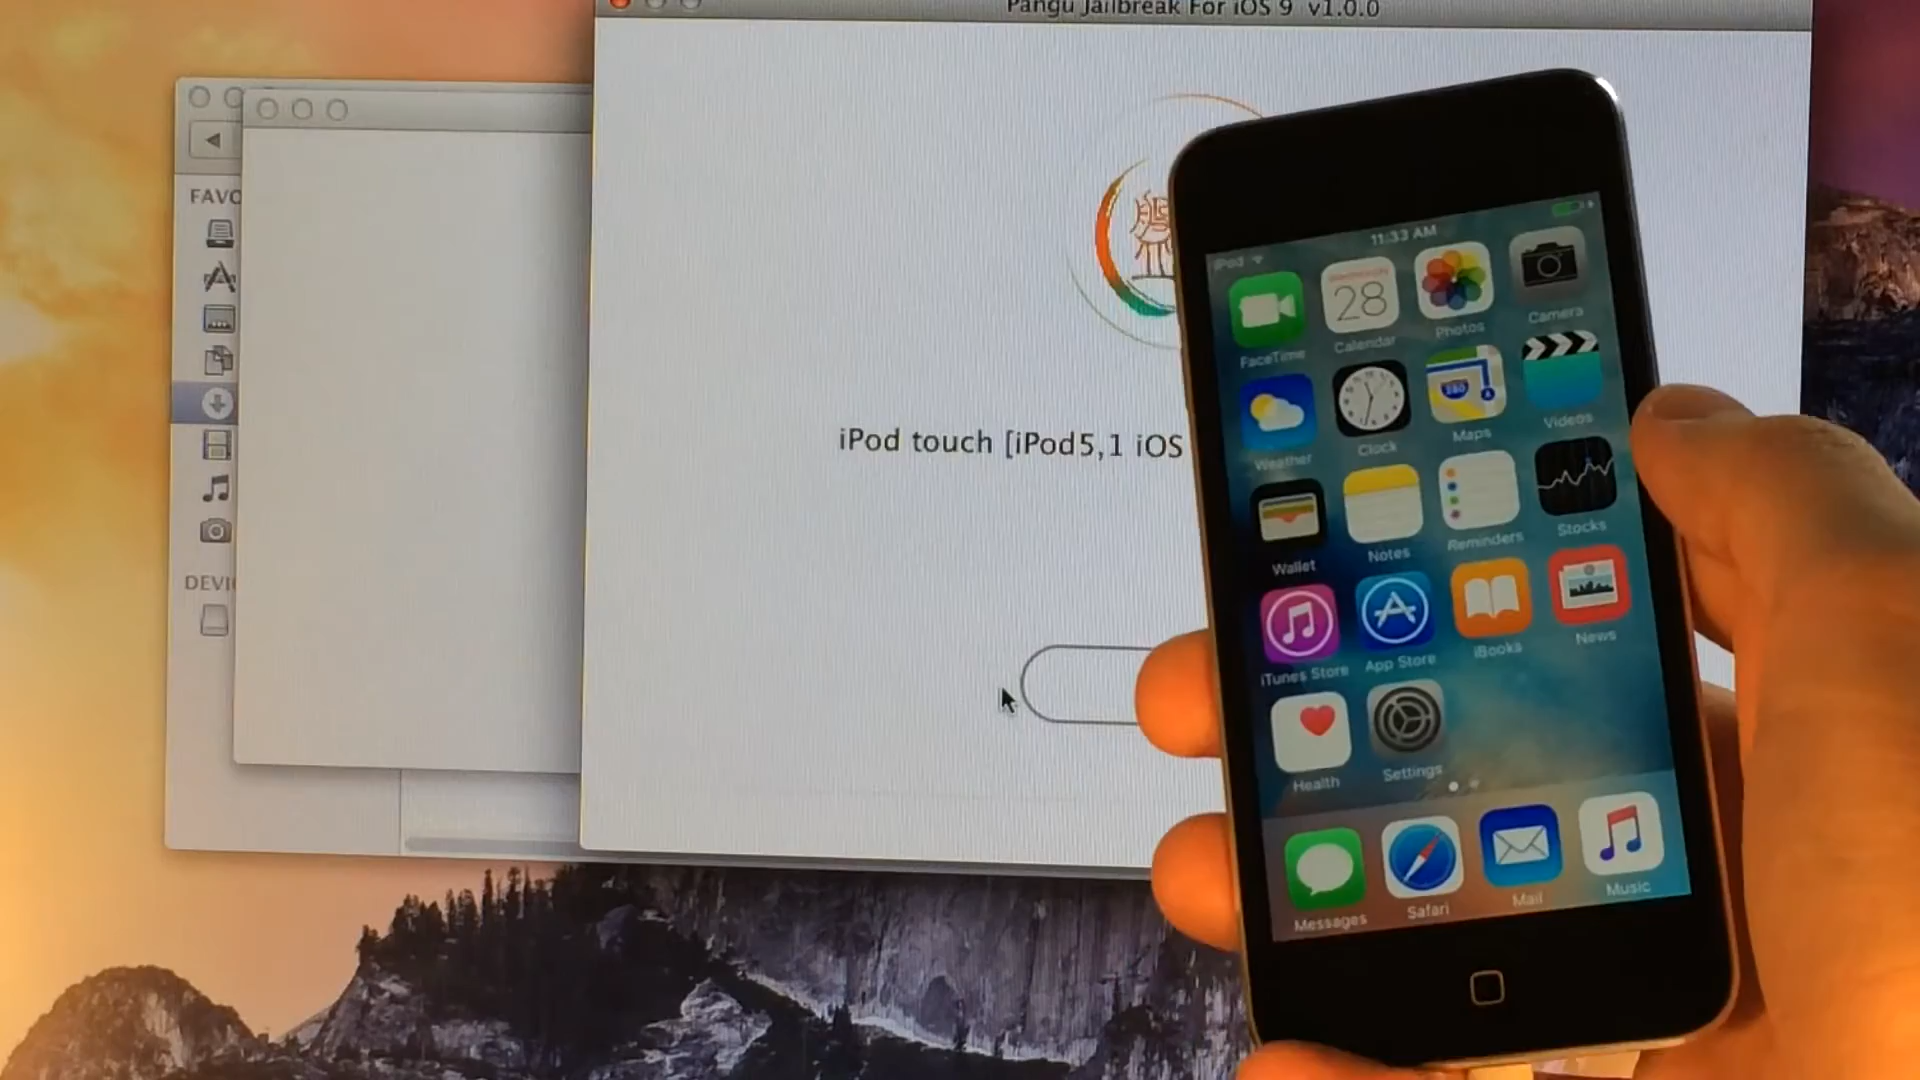 Pangu Jailbreak For iOS 9 v1.0.0
FAVO
DEVI
iPod touch [iPod5,1 iOS
iPod
11:33 AM
28
FaceTime
Calendar
Photos
Camera
Weather
Clock
Maps
Videos
280
Wallet
Notes
Reminders
Stocks
iTunes Store
App Store
iBooks
News
Health
Settings
Messages
Safari
Mail
Music